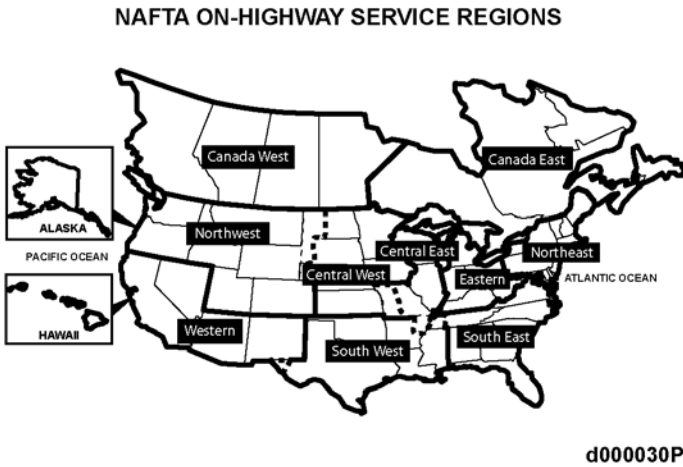 NAFTA ON-HIGHWAY SERVICE REGIONS
Canada West
Canada East
ALASKA
Northwest
PACIFIC OCEAN
Central East
Northeast
Central West
Eastern
ATLANTIC OCEAN
HAWAII
Western
South West
South East
d000030P